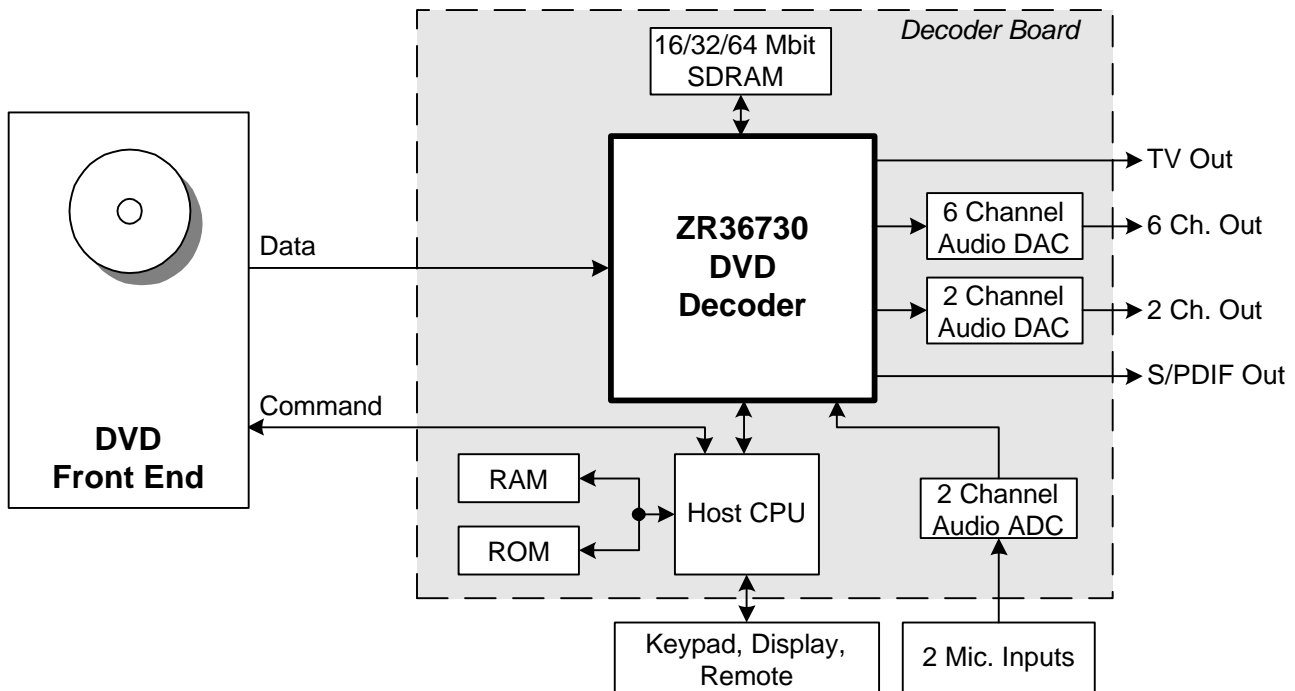 Decoder Board
16/32/64 Mbit
SDRAM
TV Out
6 Channel
Audio DAC
6 Ch. Out
ZR36730
DVD
Decoder
Data
2 Channel
Audio DAC
2 Ch. Out
S/PDIF Out
Command
DVD
Front End
RAM
ROM
Host CPU
2 Channel
Audio ADC
Keypad, Display,
Remote
2 Mic. Inputs